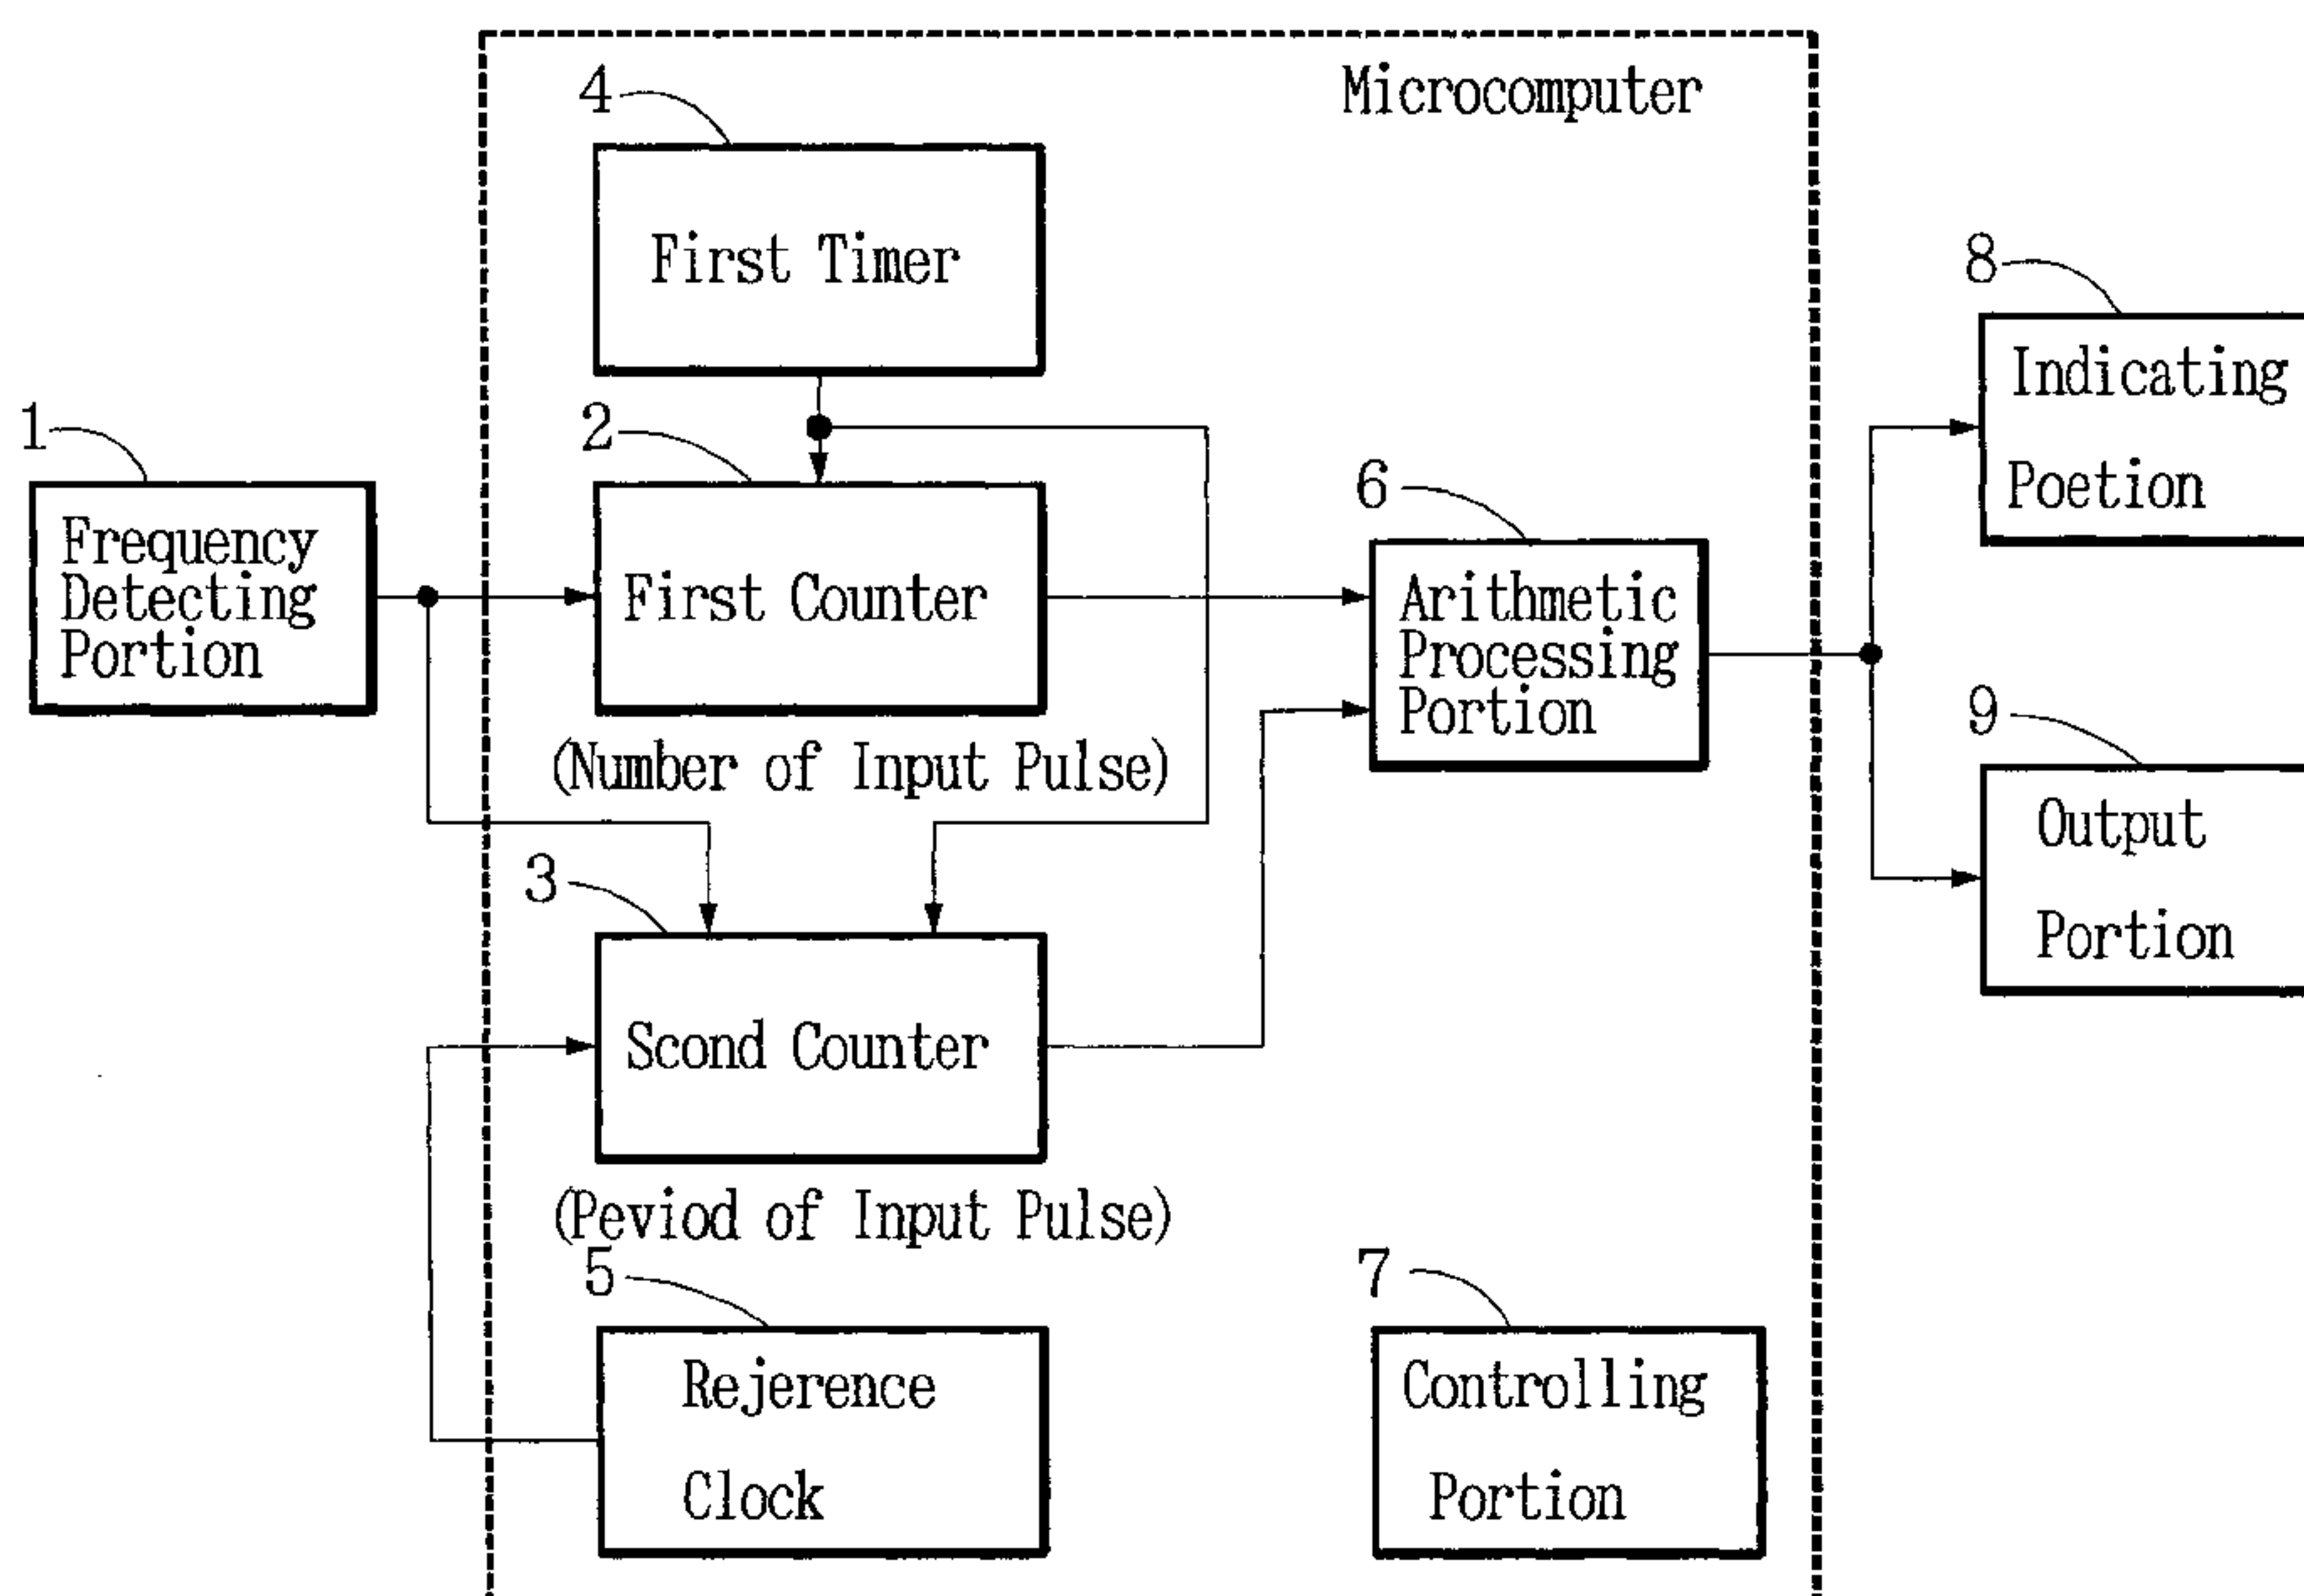 Microcomputer
4
First Timer
8
Indicating
Poetion
1
2
6
Frequency
Detecting
Portion
First Counter
Arithmetic
Processing
Portion
(Number of Input Pulse)
9
Output
Portion
3
Scond Counter
(Peviod of Input Pulse)
5
7
Rejerence
Clock
Controlling
Portion